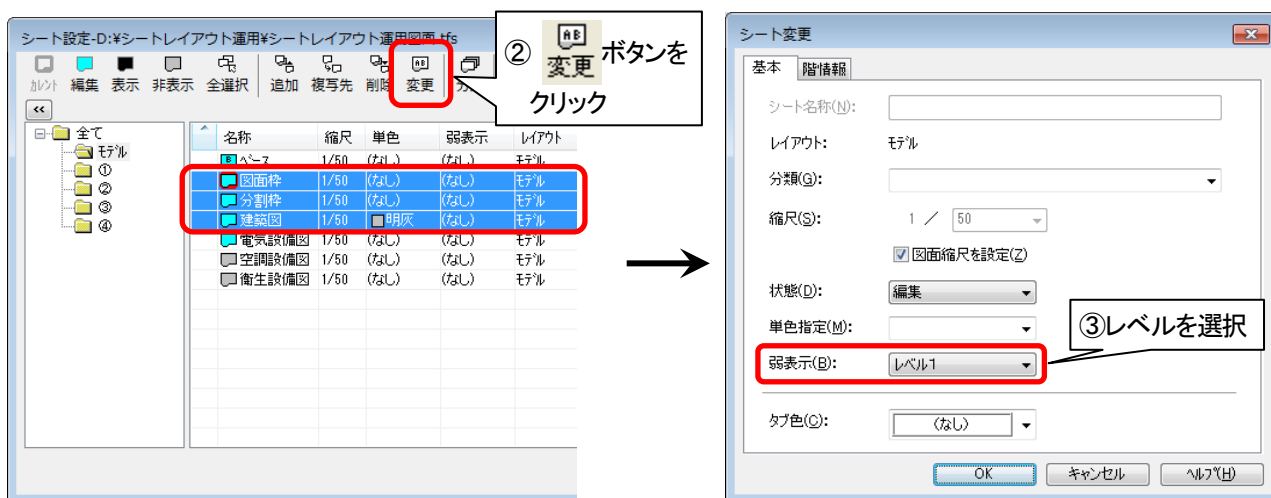 シート設定-D:¥シートレイアウト運用¥シートレイアウト運用図面.tfs
カレント 編集 表示 非表示 全選択 追加 複写先 削除 変更
②  変更 ボタンを
クリック
<<
全て
モデル
①
②
③
④
名称 縮尺 単色 弱表示 レイアウト
B ベース 1/50 (なし) (なし) モデル
図面枠 1/50 (なし) (なし) モデル
分割枠 1/50 (なし) (なし) モデル
建築図 1/50 明灰 (なし) モデル
電気設備図 1/50 (なし) (なし) モデル
空調設備図 1/50 (なし) (なし) モデル
衛生設備図 1/50 (なし) (なし) モデル
シート変更
基本 階情報
シート名称(N):
レイアウト: モデル
分類(G):
縮尺(S): 1 / 50
図面縮尺を設定(Z)
状態(D): 編集
単色指定(M):
③レベルを選択
弱表示(B): レベル1
タブ色(C): (なし)
OK キャンセル ヘルプ(H)